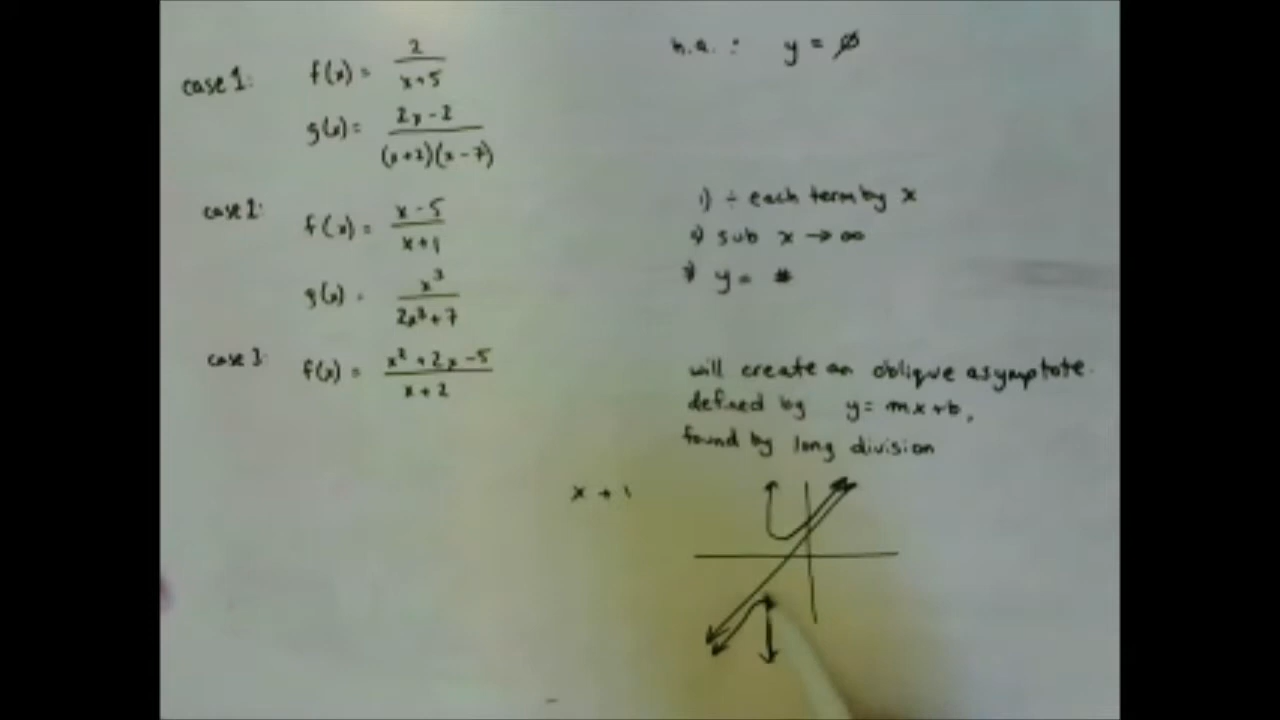 case 1: f(x) = 2 / x+5
g(x) = 2x-2 / (x+2)(x-7)
h.a. : y = ∅
case 2: f(x) = x-5 / x+1
g(x) = x³ / 2x³+7
1) ÷ each term by x
2) sub x → ∞
3) y = #
case 3: f(x) = x²+2x-5 / x+2
will create an oblique asymptote.
defined by y = mx+b,
found by long division
x + 1